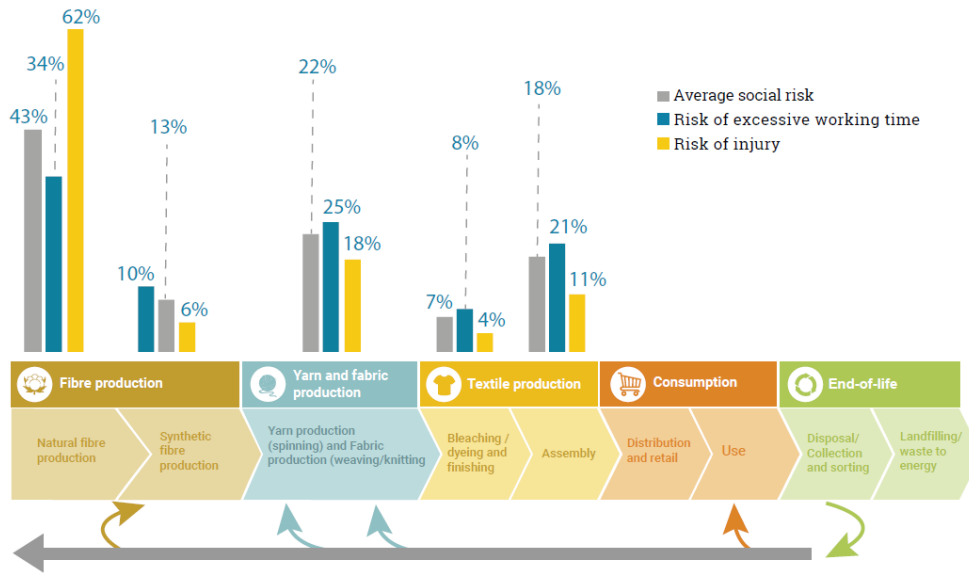 62%
34%
43%
13%
10%
6%
22%
25%
18%
8%
7%
4%
18%
21%
11%
Average social risk
Risk of excessive working time
Risk of injury
Fibre production
Yarn and fabric
production
Textile production
Consumption
End-of-life
Natural fibre
production
Synthetic
fibre
production
Yarn production
(spinning) and Fabric
production (weaving/knitting
Bleaching /
dyeing and
finishing
Assembly
Distribution
and retail
Use
Disposal/
Collection
and sorting
Landfilling/
waste to
energy